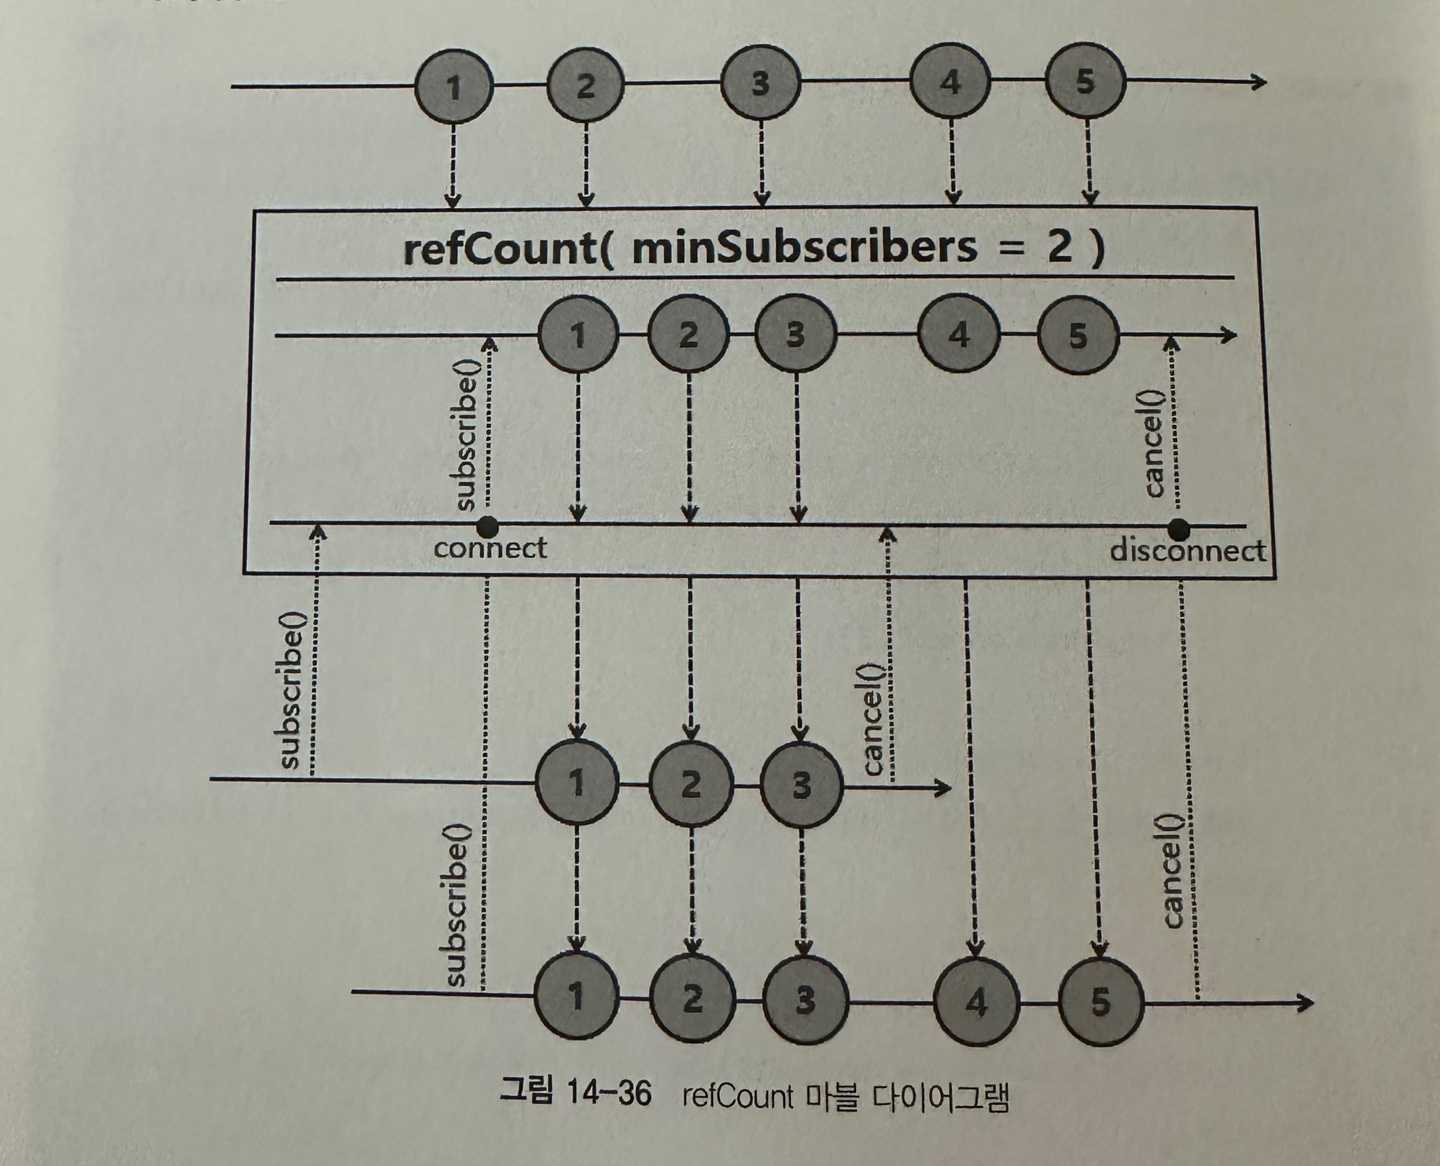 1 2 3 4 5
refCount( minSubscribers = 2 )
1 2 3 4 5
subscribe()
cancel()
connect
disconnect
subscribe()
cancel()
1 2 3
subscribe()
cancel()
1 2 3 4 5
그림 14-36 refCount 마블 다이어그램